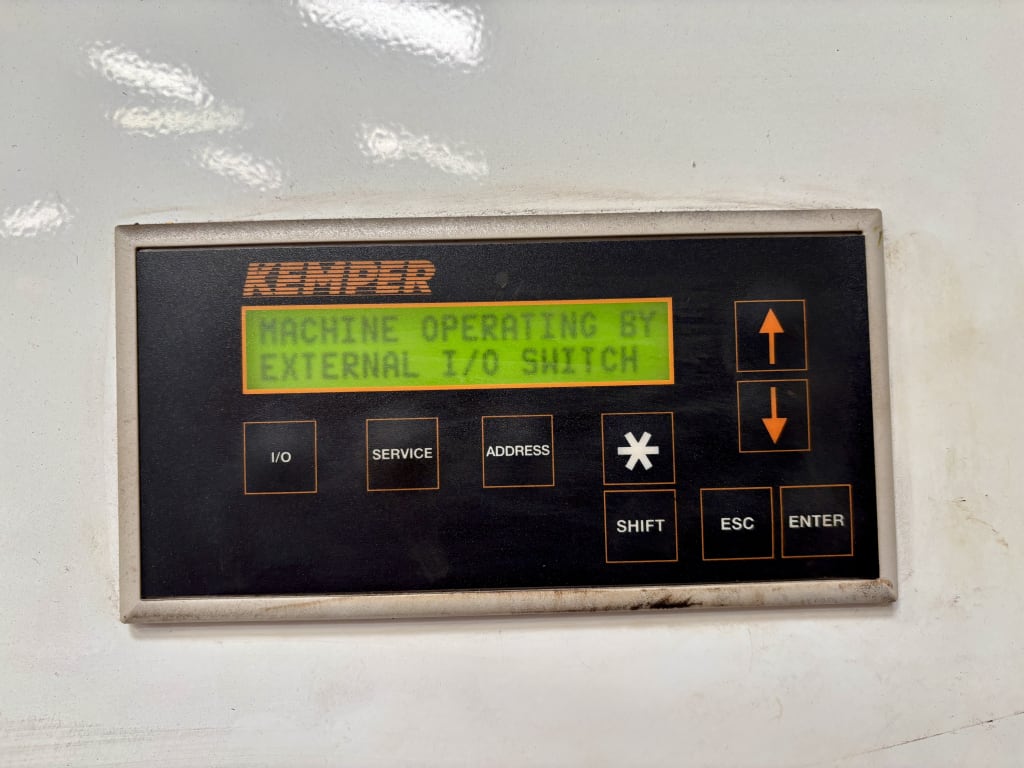 KEMPER
MACHINE OPERATING BY
EXTERNAL I/O SWITCH
I/O
SERVICE
ADDRESS
SHIFT
ESC
ENTER